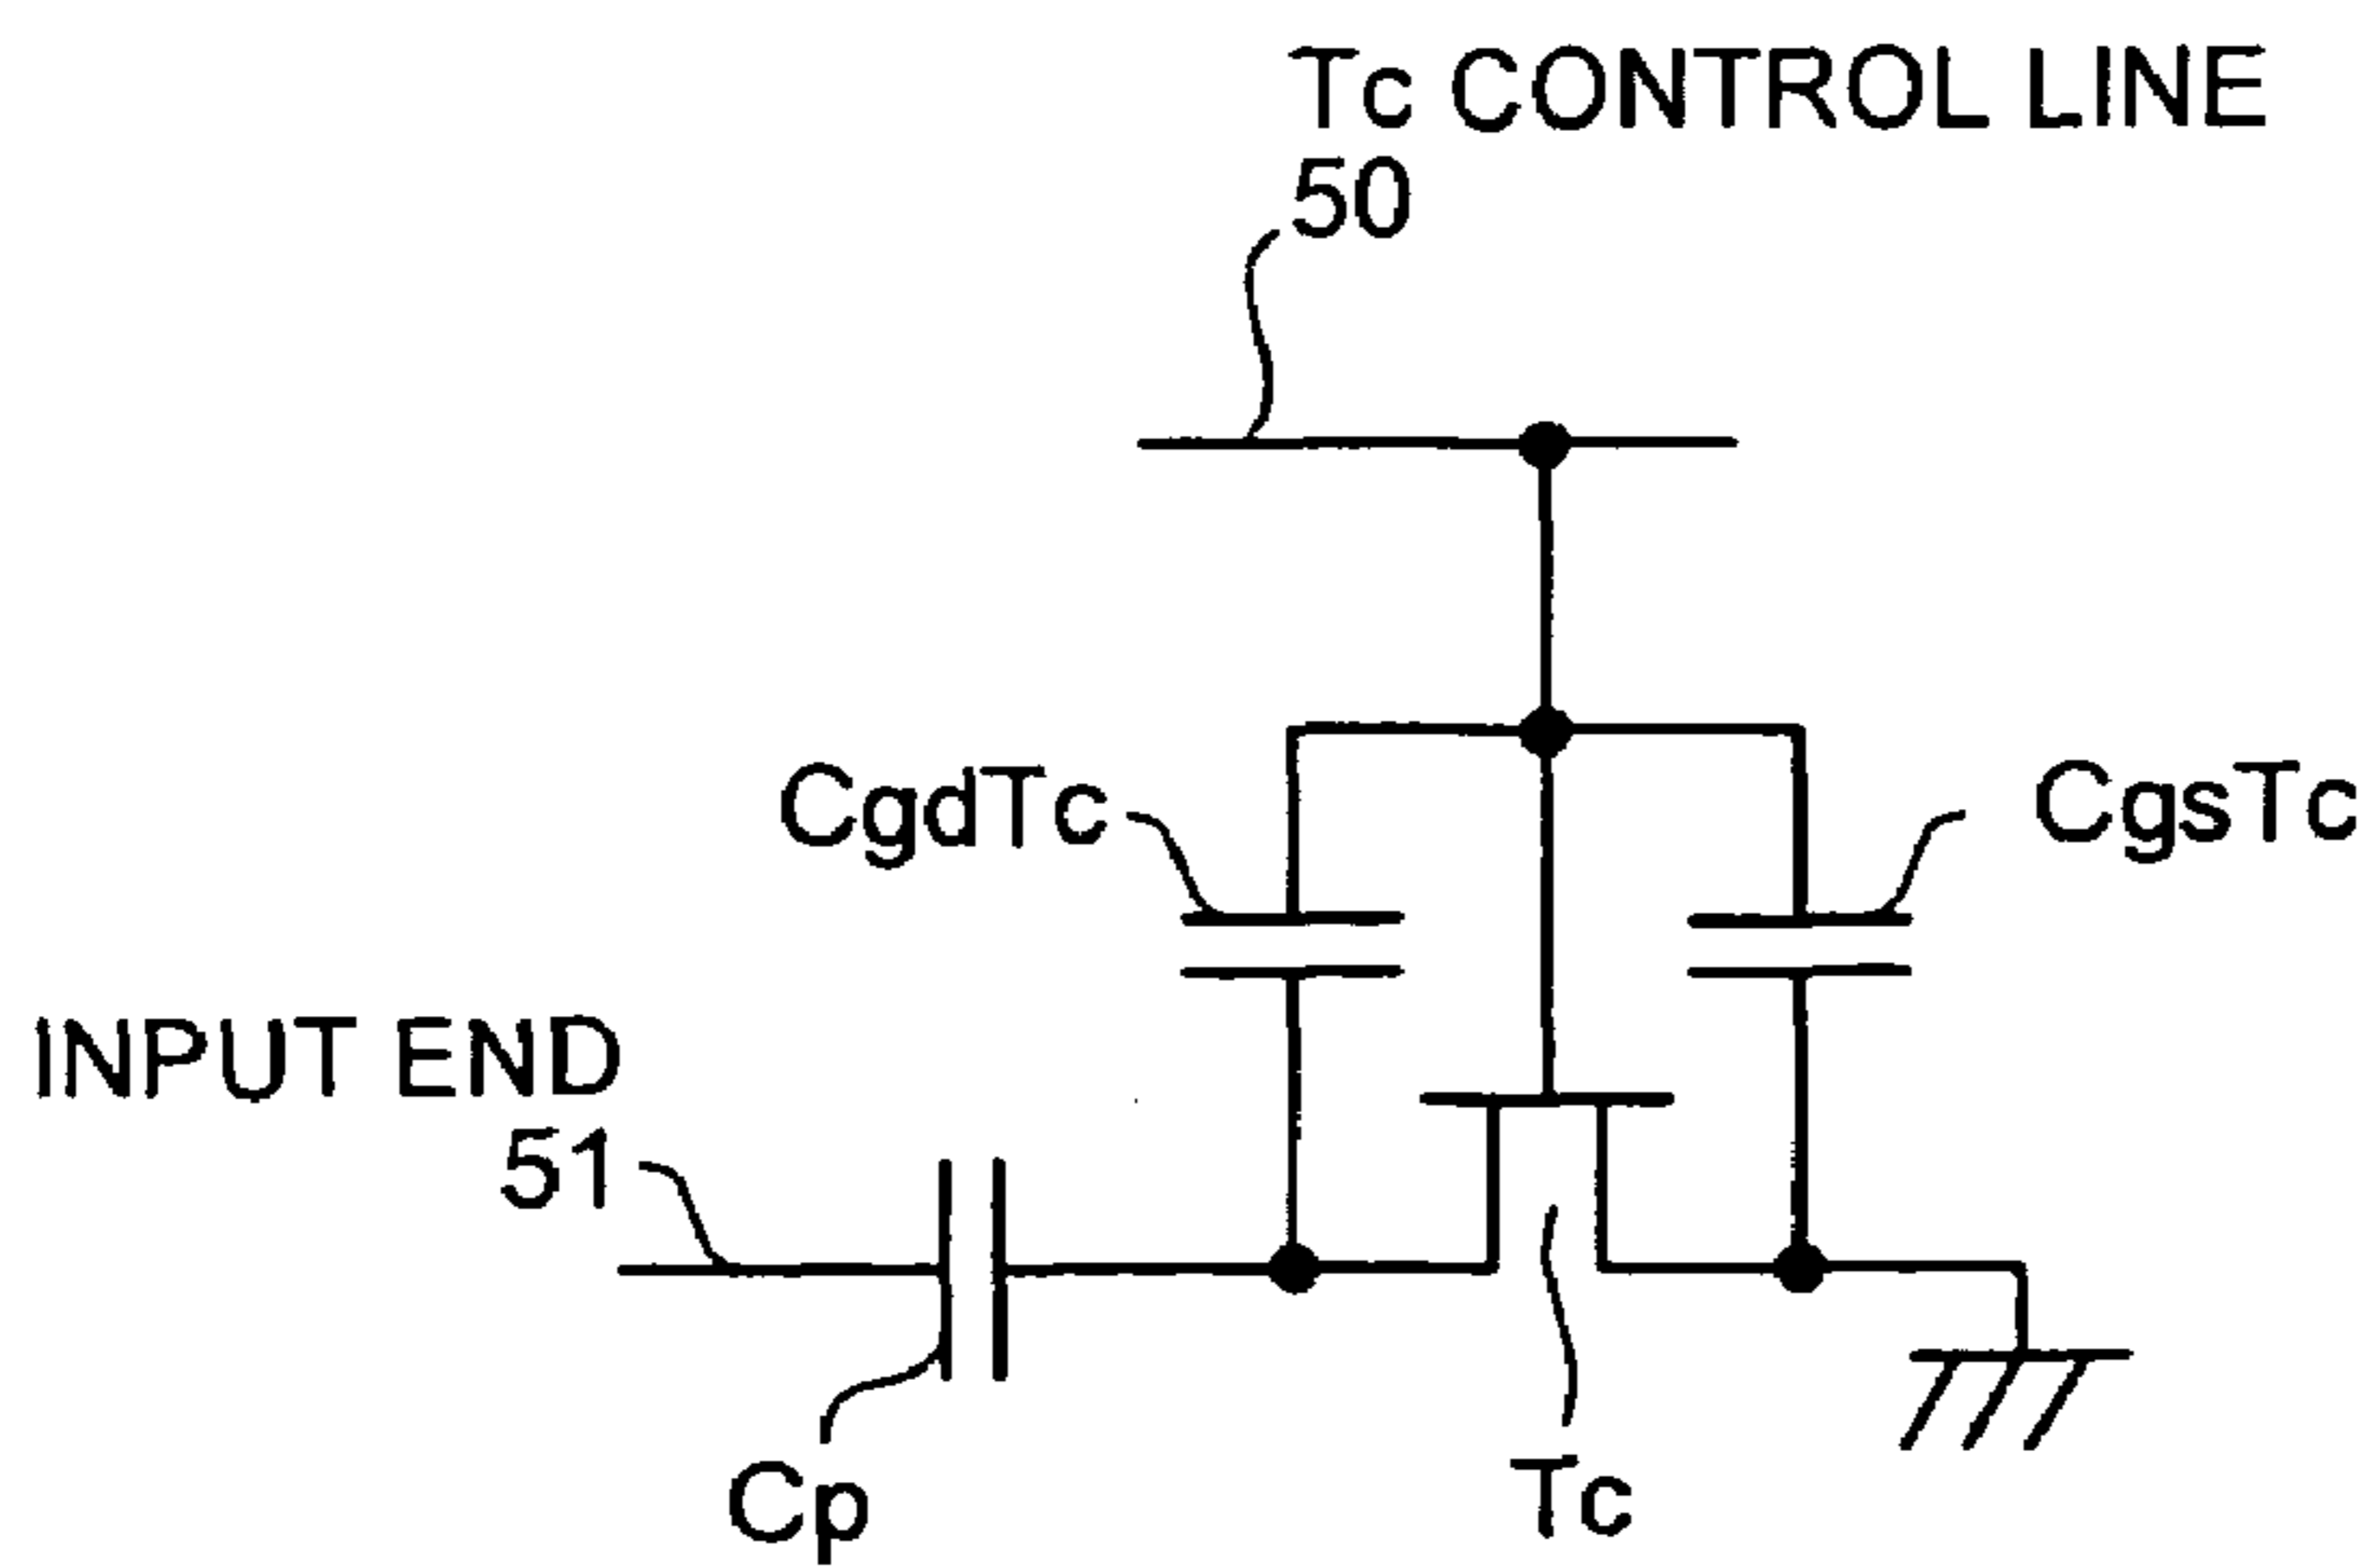 Tc CONTROL LINE
50
CgdTc
CgsTc
INPUT END
51
Cp
Tc